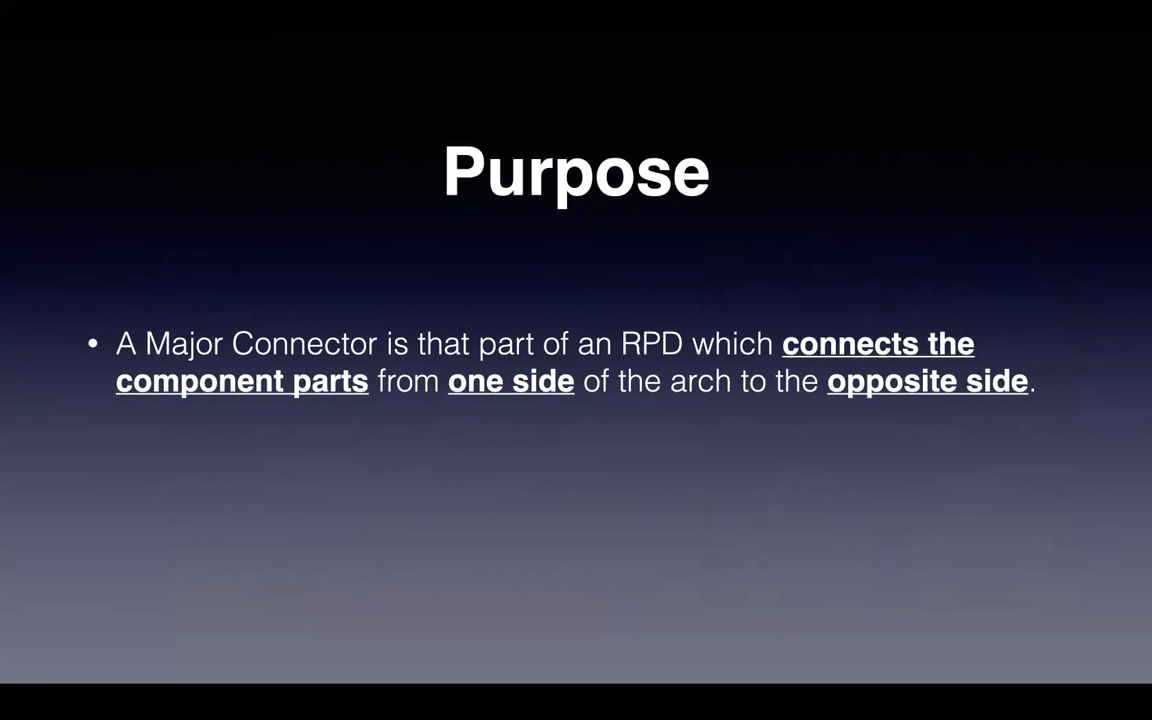 Purpose
• A Major Connector is that part of an RPD which connects the
component parts from one side of the arch to the opposite side.